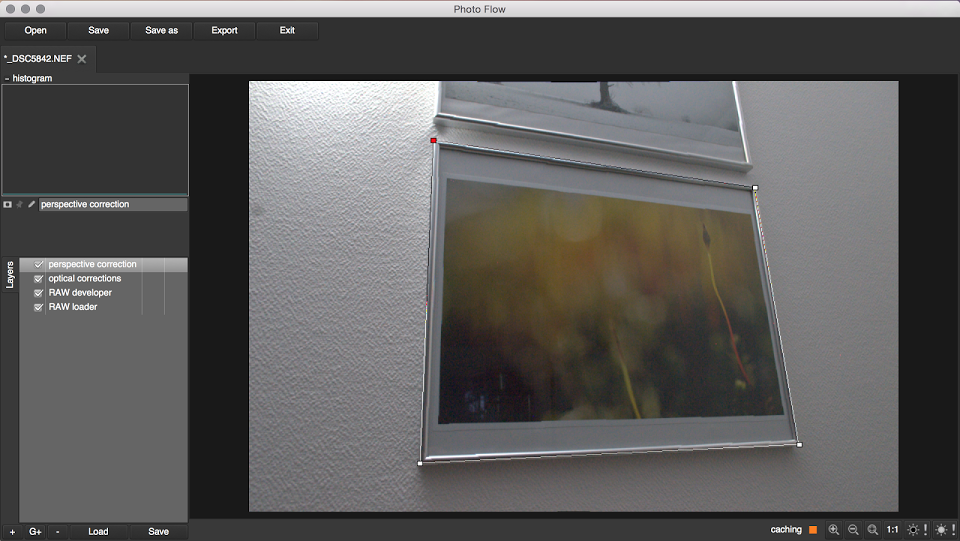 Photo Flow
Open Save Save as Export Exit
*_DSC5842.NEF
- histogram
perspective correction
Layers
perspective correction
optical corrections
RAW developer
RAW loader
+ G+ - Load Save
caching 1:1 ! !